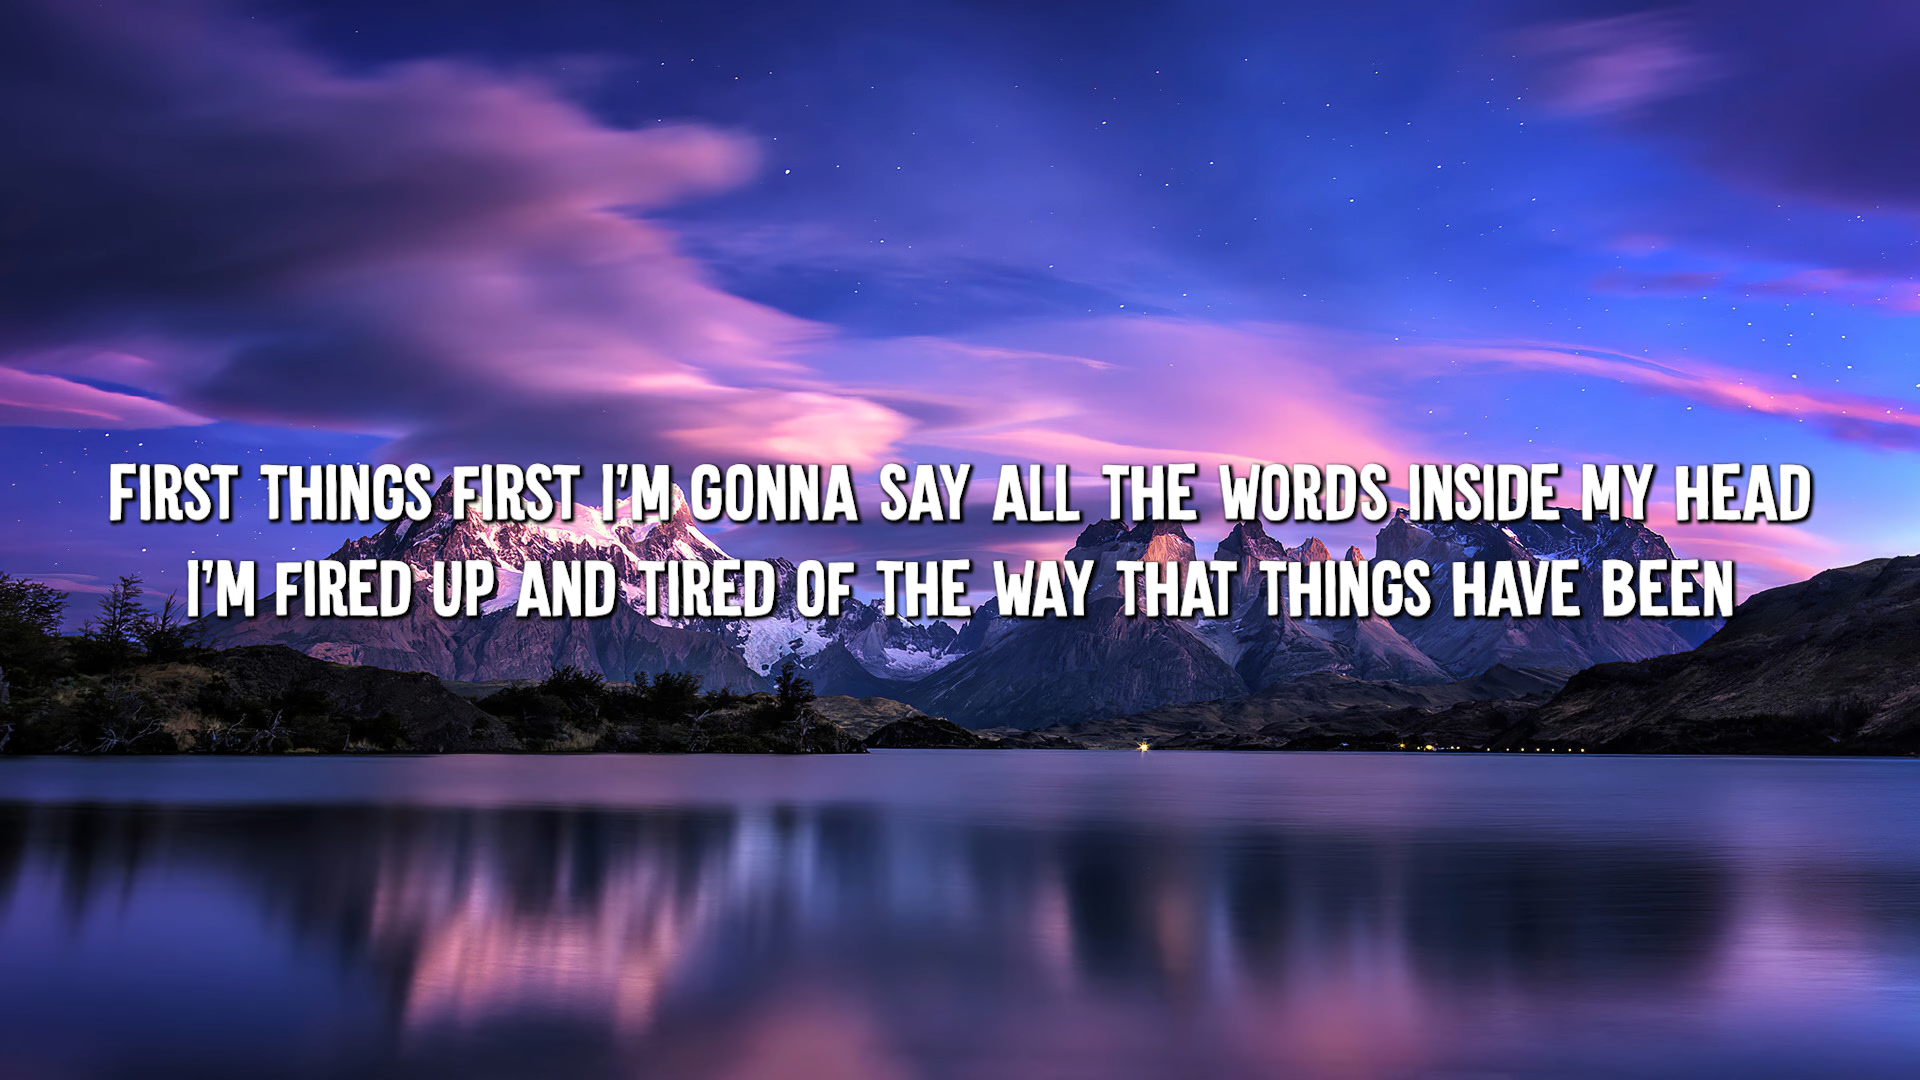 FIRST THINGS FIRST I'M GONNA SAY ALL THE WORDS INSIDE MY HEAD
I'M FIRED UP AND TIRED OF THE WAY THAT THINGS HAVE BEEN